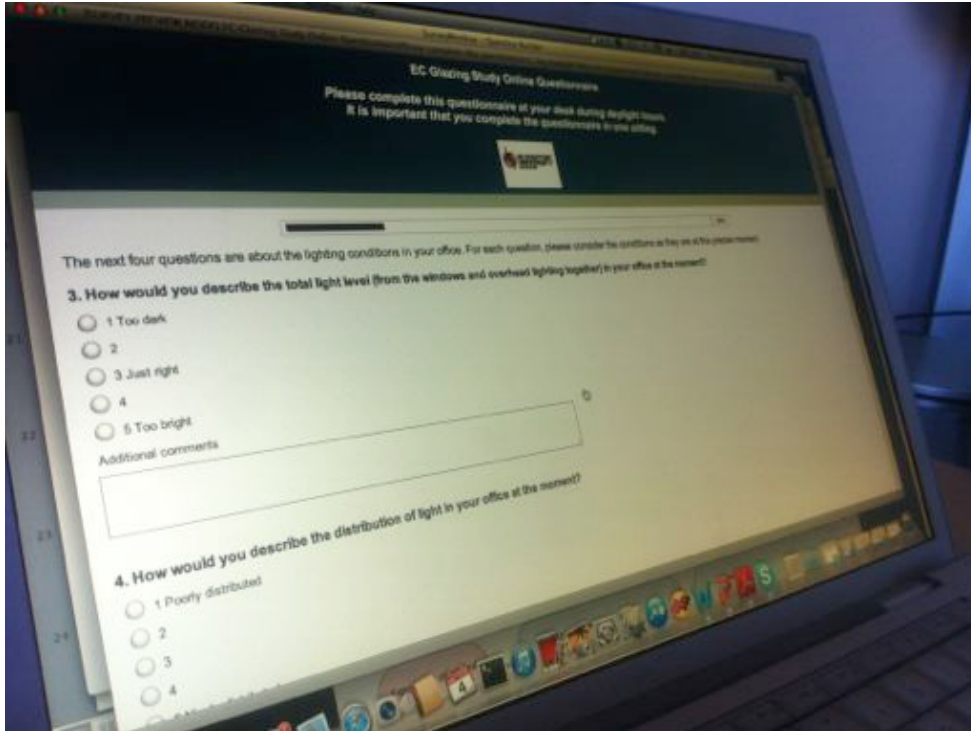 EC Glazing Study Online Questionnaire
Please complete this questionnaire at your desk during daylight hours
It is important that you complete the questionnaire in one sitting
The next four questions are about the lighting conditions in your office. For each question, please consider the conditions as they are at this precise moment.
3. How would you describe the total light level (from the windows and overhead lighting together) in your office at the moment?
1 Too dark
2
3 Just right
4
5 Too bright
Additional comments
4. How would you describe the distribution of light in your office at the moment?
1 Poorly distributed
2
3
4
21
22
23
24
4
S